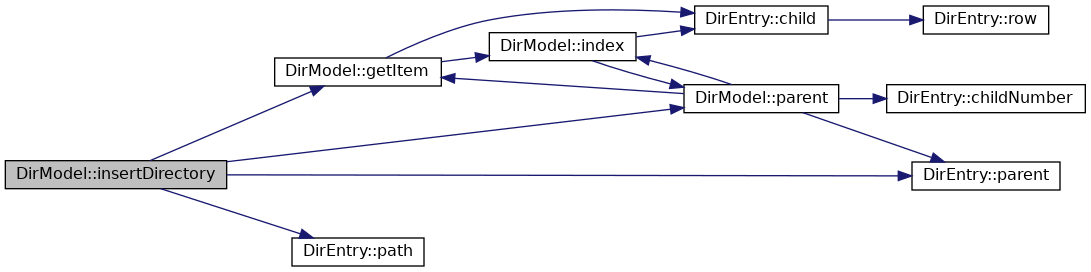 DirEntry::child
DirEntry::row
DirModel::index
DirModel::getItem
DirModel::parent
DirEntry::childNumber
DirModel::insertDirectory
DirEntry::parent
DirEntry::path